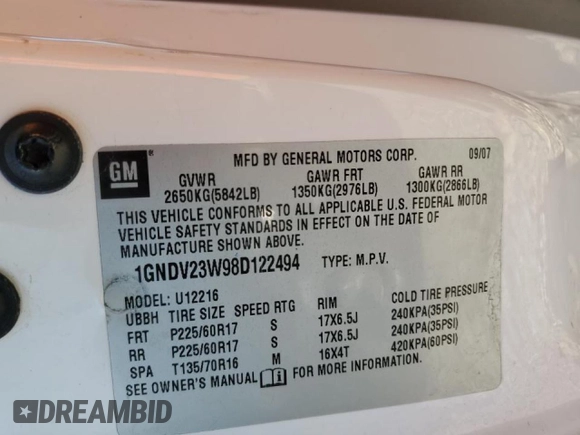 GM ®
MFD BY GENERAL MOTORS CORP. 09/07
GVWR GAWR FRT GAWR RR
2650KG(5842LB) 1350KG(2976LB) 1300KG(2866LB)
THIS VEHICLE CONFORMS TO ALL APPLICABLE U.S. FEDERAL MOTOR
VEHICLE SAFETY STANDARDS IN EFFECT ON THE DATE OF
MANUFACTURE SHOWN ABOVE.
1GNDV23W98D122494 TYPE: M.P.V.
MODEL: U12216
UBBH TIRE SIZE SPEED RTG RIM COLD TIRE PRESSURE
FRT P225/60R17 S 17X6.5J 240KPA(35PSI)
RR P225/60R17 S 17X6.5J 240KPA(35PSI)
SPA T135/70R16 M 16X4T 420KPA(60PSI)
SEE OWNER'S MANUAL FOR MORE INFORMATION.
DREAMBID